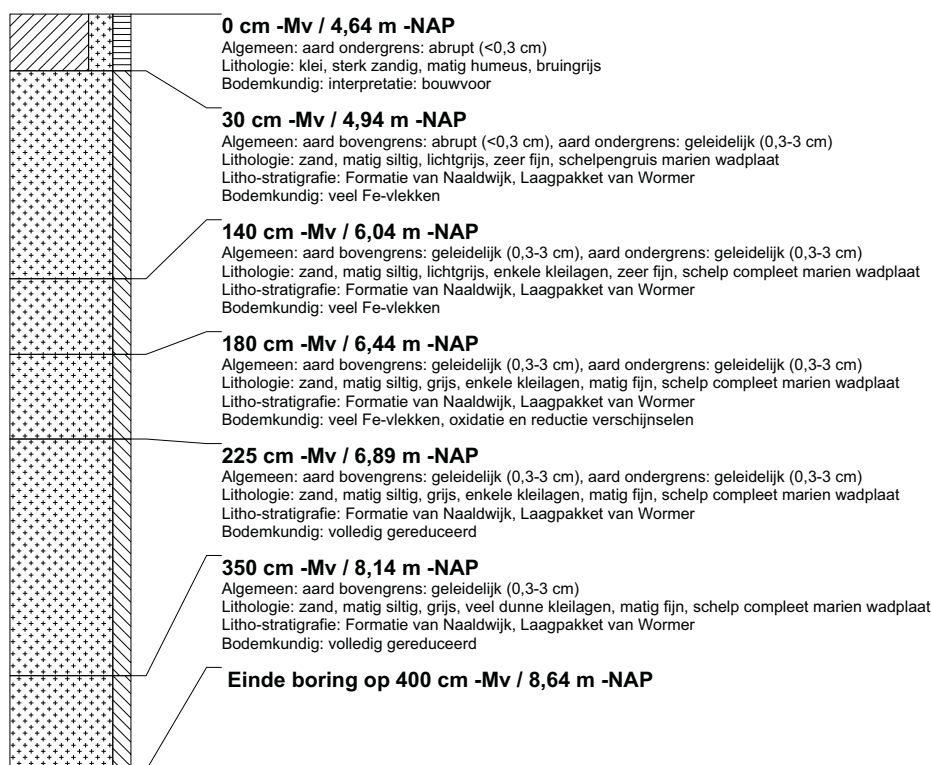 0 cm -Mv / 4,64 m -NAP
Algemeen: aard ondergrens: abrupt (<0,3 cm)
Lithologie: klei, sterk zandig, matig humeus, bruingrijs
Bodemkundig: interpretatie: bouwvoor
30 cm -Mv / 4,94 m -NAP
Algemeen: aard bovengrens: abrupt (<0,3 cm), aard ondergrens: geleidelijk (0,3-3 cm)
Lithologie: zand, matig siltig, lichtgrijs, zeer fijn, schelpengruis marien wadplaat
Litho-stratigrafie: Formatie van Naaldwijk, Laagpakket van Wormer
Bodemkundig: veel Fe-vlekken
140 cm -Mv / 6,04 m -NAP
Algemeen: aard bovengrens: geleidelijk (0,3-3 cm), aard ondergrens: geleidelijk (0,3-3 cm)
Lithologie: zand, matig siltig, lichtgrijs, enkele kleilagen, zeer fijn, schelp compleet marien wadplaat
Litho-stratigrafie: Formatie van Naaldwijk, Laagpakket van Wormer
Bodemkundig: veel Fe-vlekken
180 cm -Mv / 6,44 m -NAP
Algemeen: aard bovengrens: geleidelijk (0,3-3 cm), aard ondergrens: geleidelijk (0,3-3 cm)
Lithologie: zand, matig siltig, grijs, enkele kleilagen, matig fijn, schelp compleet marien wadplaat
Litho-stratigrafie: Formatie van Naaldwijk, Laagpakket van Wormer
Bodemkundig: veel Fe-vlekken, oxidatie en reductie verschijnselen
225 cm -Mv / 6,89 m -NAP
Algemeen: aard bovengrens: geleidelijk (0,3-3 cm), aard ondergrens: geleidelijk (0,3-3 cm)
Lithologie: zand, matig siltig, grijs, enkele kleilagen, matig fijn, schelp compleet marien wadplaat
Litho-stratigrafie: Formatie van Naaldwijk, Laagpakket van Wormer
Bodemkundig: volledig gereduceerd
350 cm -Mv / 8,14 m -NAP
Algemeen: aard bovengrens: geleidelijk (0,3-3 cm)
Lithologie: zand, matig siltig, grijs, veel dunne kleilagen, matig fijn, schelp compleet marien wadplaat
Litho-stratigrafie: Formatie van Naaldwijk, Laagpakket van Wormer
Bodemkundig: volledig gereduceerd
Einde boring op 400 cm -Mv / 8,64 m -NAP